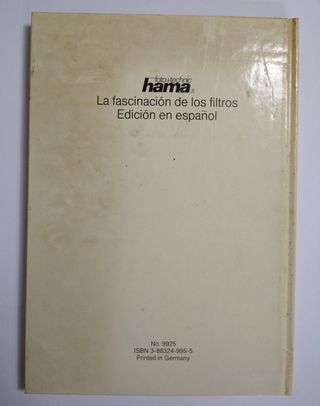 foto+technic
hama®
La fascinación de los filtros
Edición en español
No. 9925
ISBN 3-88324-995-5
Printed in Germany